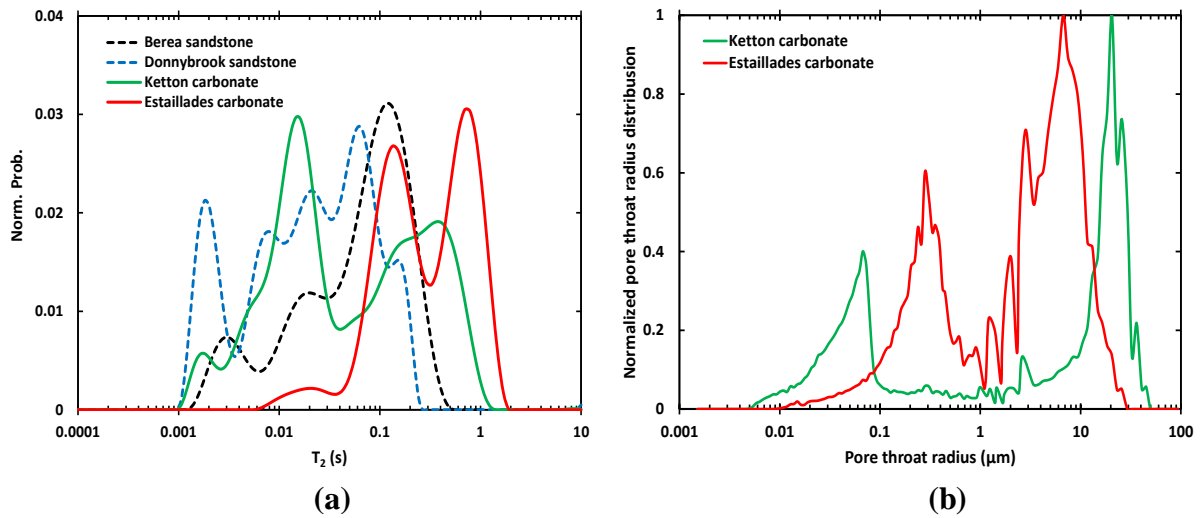 Norm. Prob.
0.04
0.03
0.02
0.01
0
Berea sandstone
Donnybrook sandstone
Ketton carbonate
Estaillades carbonate
0.0001 0.001 0.01 0.1 1 10
T2 (s)
(a)
Normalized pore throat radius distribution
1
0.8
0.6
0.4
0.2
0
Ketton carbonate
Estaillades carbonate
0.001 0.01 0.1 1 10 100
Pore throat radius (µm)
(b)